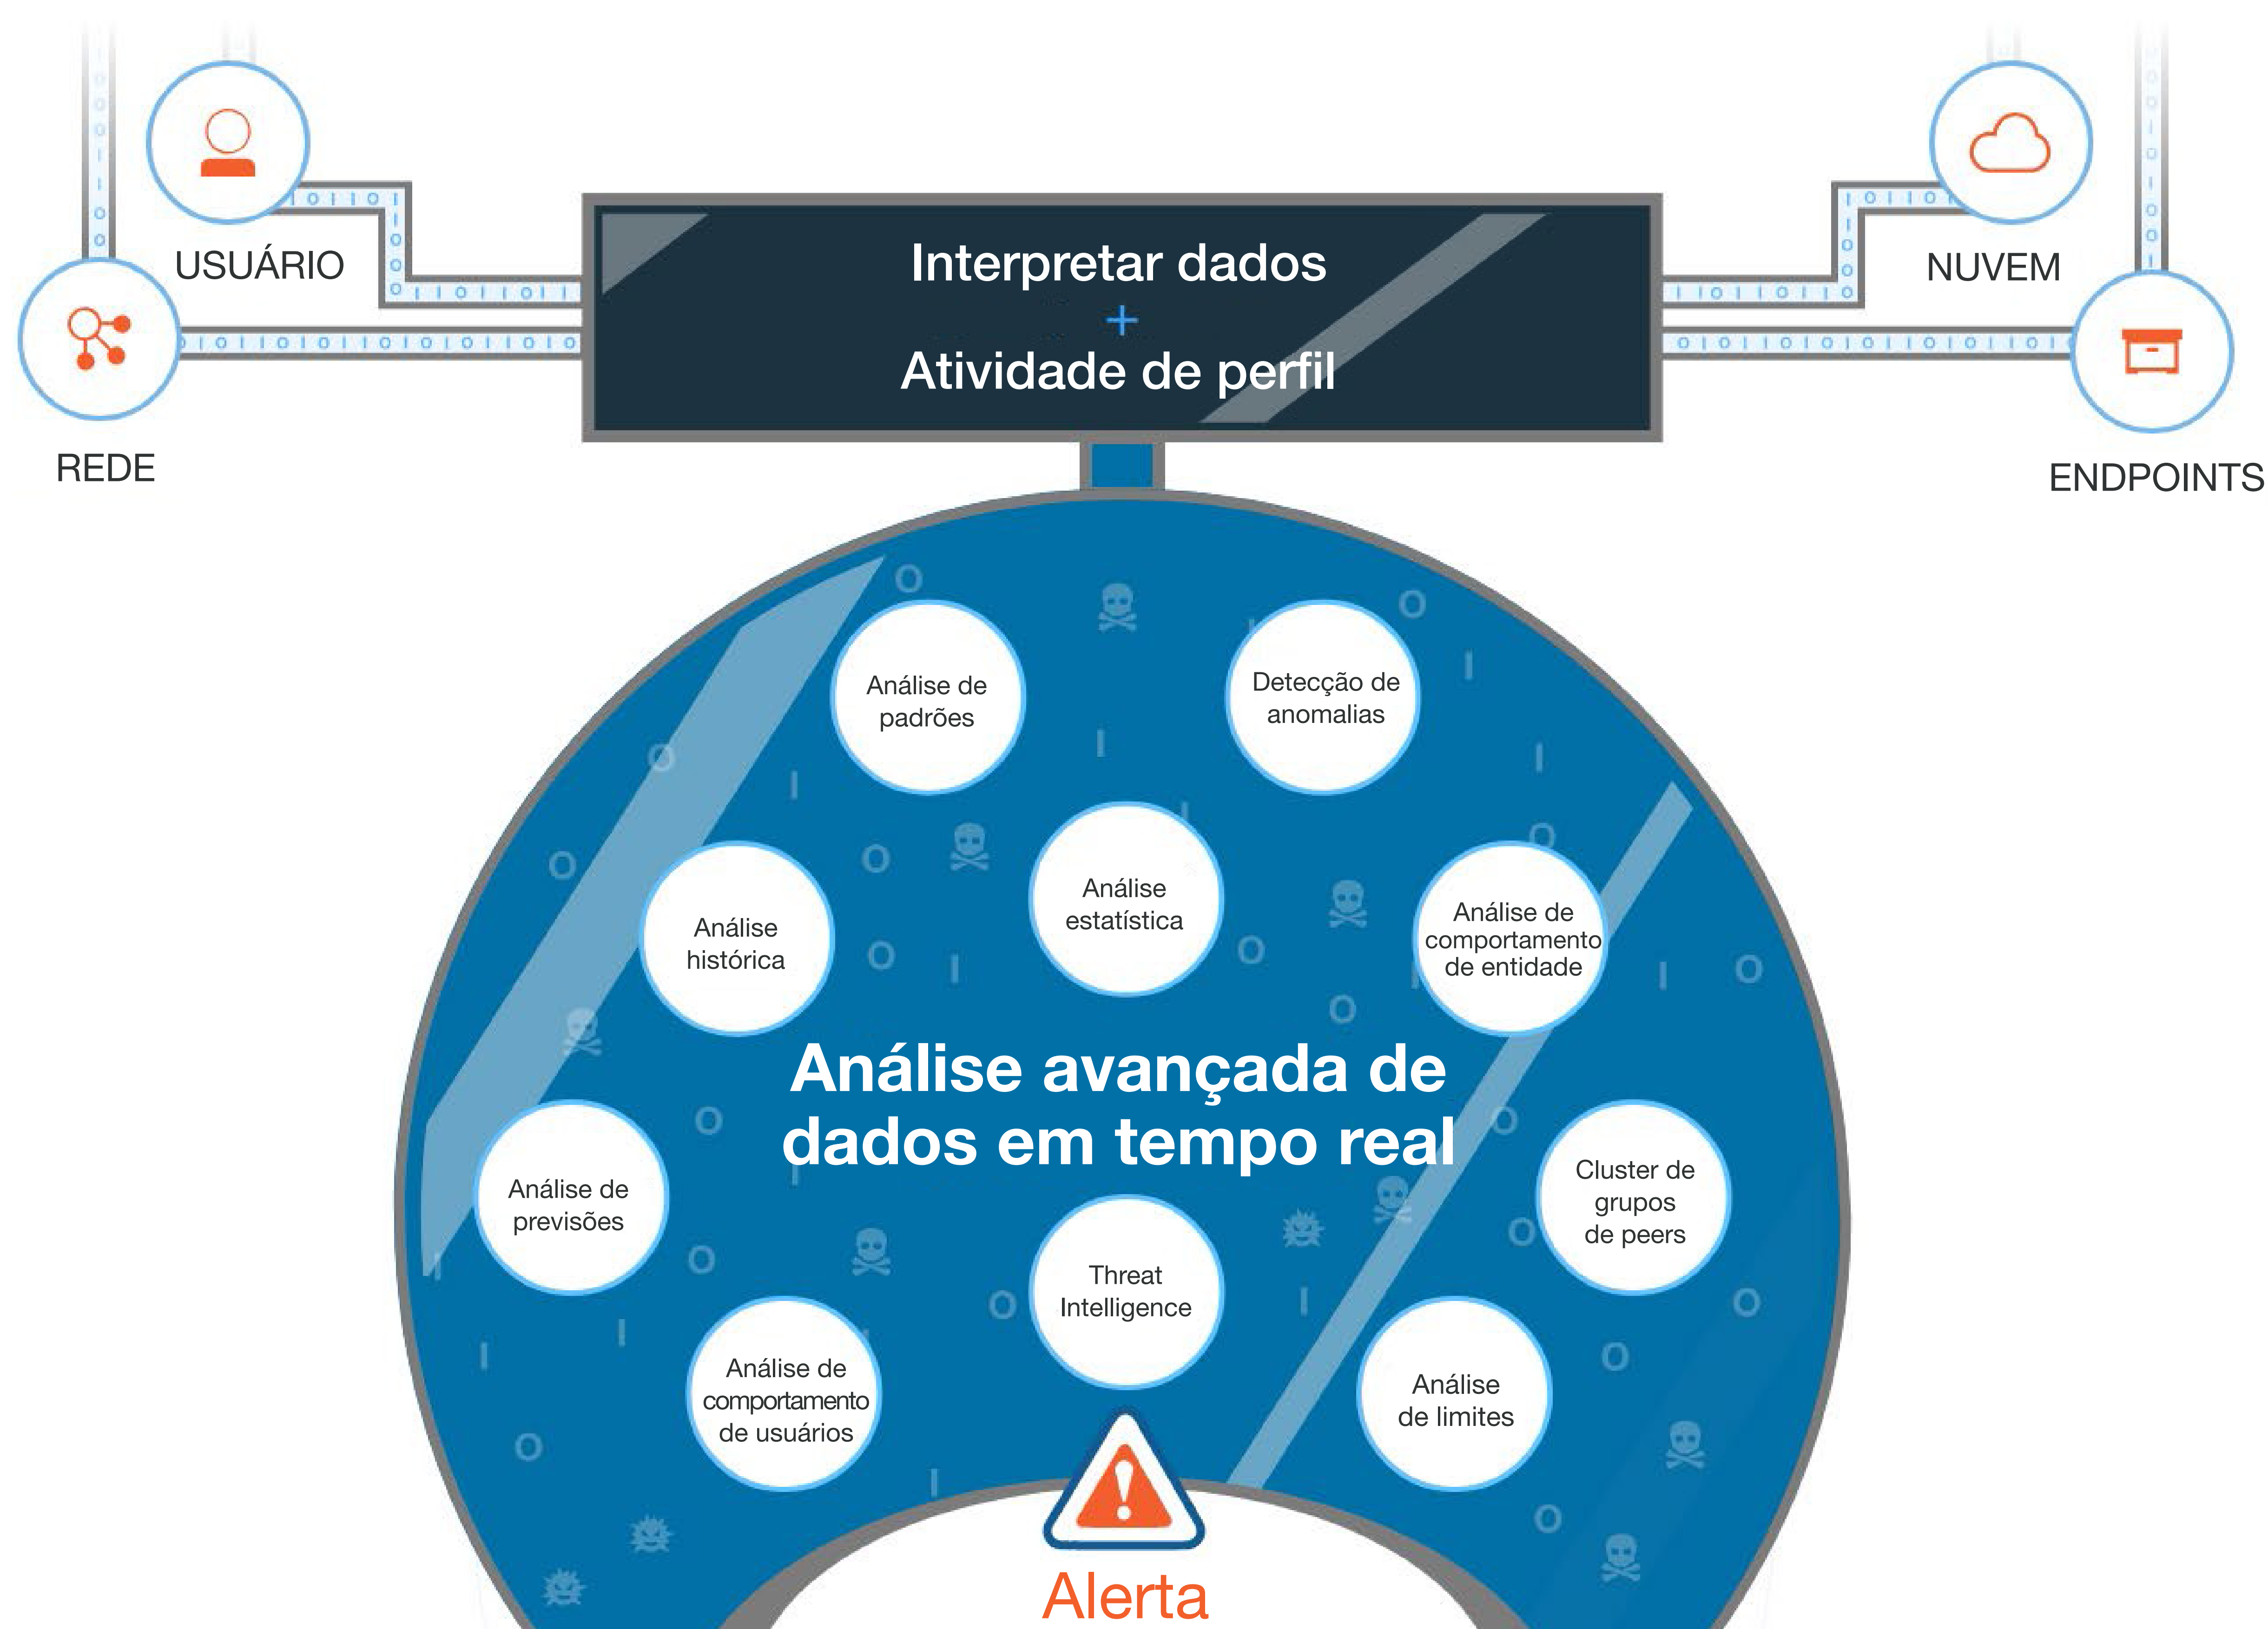 USUÁRIO
NUVEM
REDE
ENDPOINTS
Interpretar dados
+
Atividade de perfil
Análise de
padrões
Detecção de
anomalias
Análise
histórica
Análise
estatística
Análise de
comportamento
de entidade
Análise avançada de
dados em tempo real
Análise de
previsões
Cluster de
grupos
de peers
Threat
Intelligence
Análise de
comportamento
de usuários
Análise
de limites
Alerta